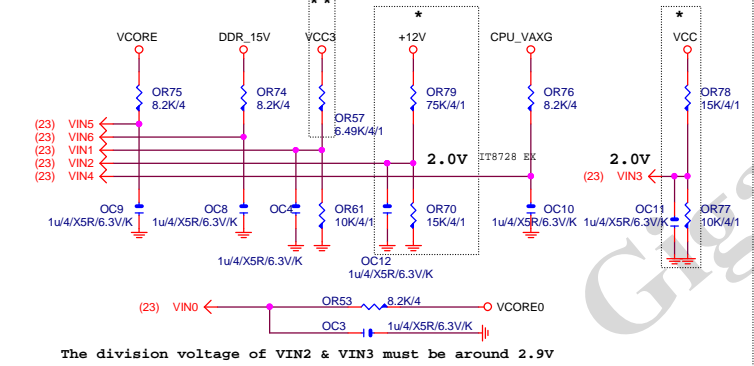 * *
*
*
VCORE DDR_15V VCC3 +12V CPU_VAXG VCC
OR75
8.2K/4
OR74
8.2K/4
OR57
6.49K/4/1
OR79
75K/4/1
OR76
8.2K/4
OR78
15K/4/1
(23) VIN5
(23) VIN6
(23) VIN1
(23) VIN2
(23) VIN4
2.0V IT8728 EX
2.0V
(23) VIN3
OC9
1u/4/X5R/6.3V/K
OC8
1u/4/X5R/6.3V/K
OC4
1u/4/X5R/6.3V/K
OR61
10K/4/1
OC12
1u/4/X5R/6.3V/K
OR70
15K/4/1
OC10
1u/4/X5R/6.3V/K
OC11
1u/4/X5R/6.3V/K
OR77
10K/4/1
(23) VIN0
OR53 8.2K/4
VCORE0
OC3 1u/4/X5R/6.3V/K
The division voltage of VIN2 & VIN3 must be around 2.9V